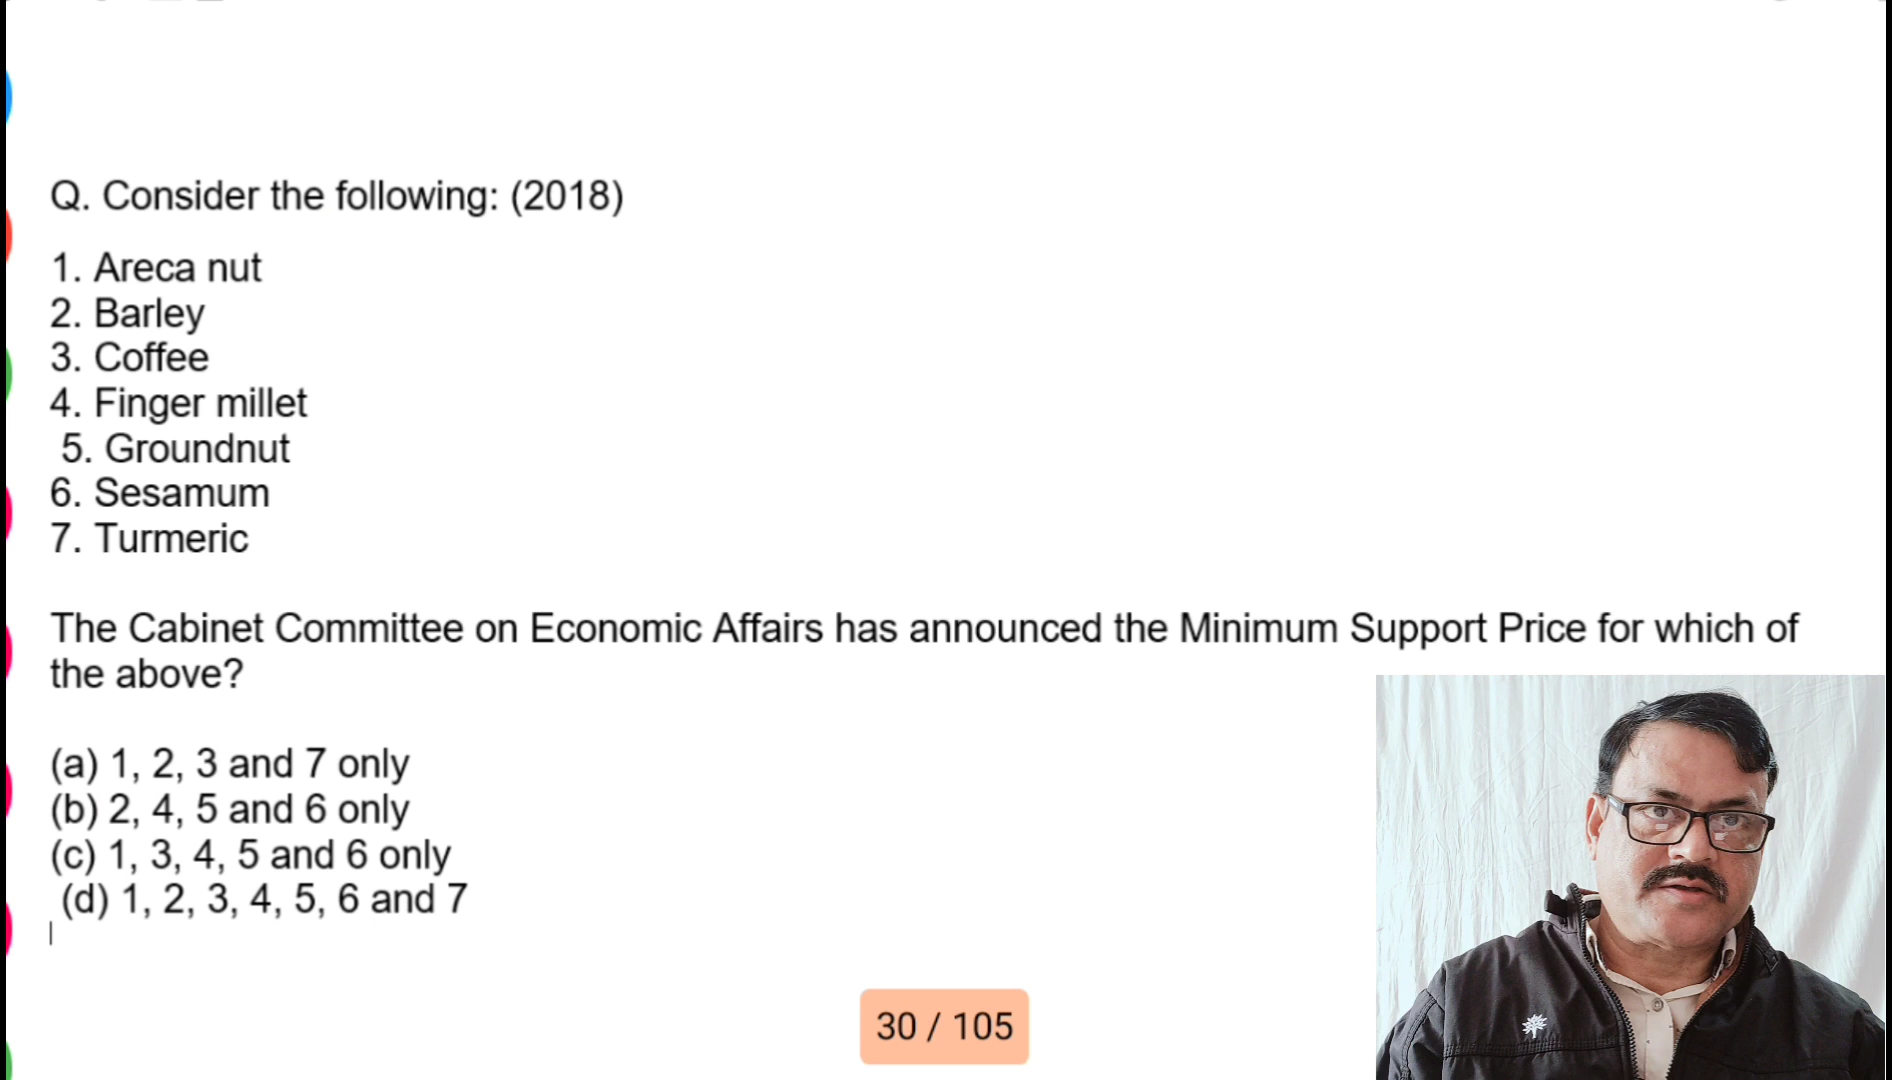 Q. Consider the following: (2018)
1. Areca nut
2. Barley
3. Coffee
4. Finger millet
5. Groundnut
6. Sesamum
7. Turmeric
The Cabinet Committee on Economic Affairs has announced the Minimum Support Price for which of
the above?
(a) 1, 2, 3 and 7 only
(b) 2, 4, 5 and 6 only
(c) 1, 3, 4, 5 and 6 only
(d) 1, 2, 3, 4, 5, 6 and 7
30 / 105